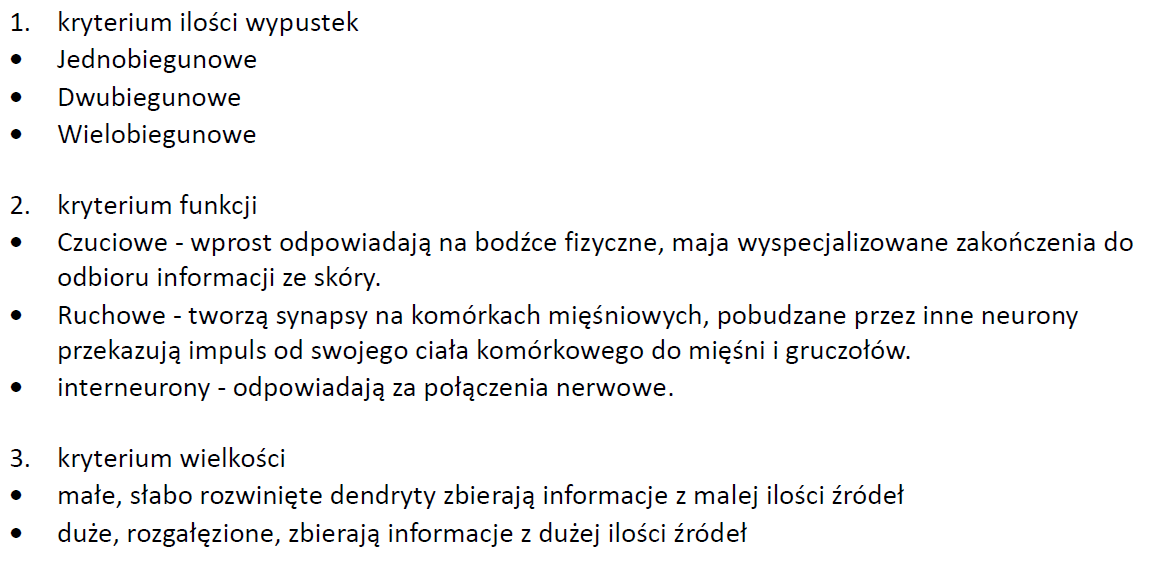 1. kryterium ilości wypustek
• Jednobiegunowe
• Dwubiegunowe
• Wielobiegunowe
2. kryterium funkcji
• Czuciowe - wprost odpowiadają na bodźce fizyczne, maja wyspecjalizowane zakończenia do
odbioru informacji ze skóry.
• Ruchowe - tworzą synapsy na komórkach mięśniowych, pobudzane przez inne neurony
przekazują impuls od swojego ciała komórkowego do mięśni i gruczołów.
• interneurony - odpowiadają za połączenia nerwowe.
3. kryterium wielkości
• małe, słabo rozwinięte dendryty zbierają informacje z malej ilości źródeł
• duże, rozgałęzione, zbierają informacje z dużej ilości źródeł